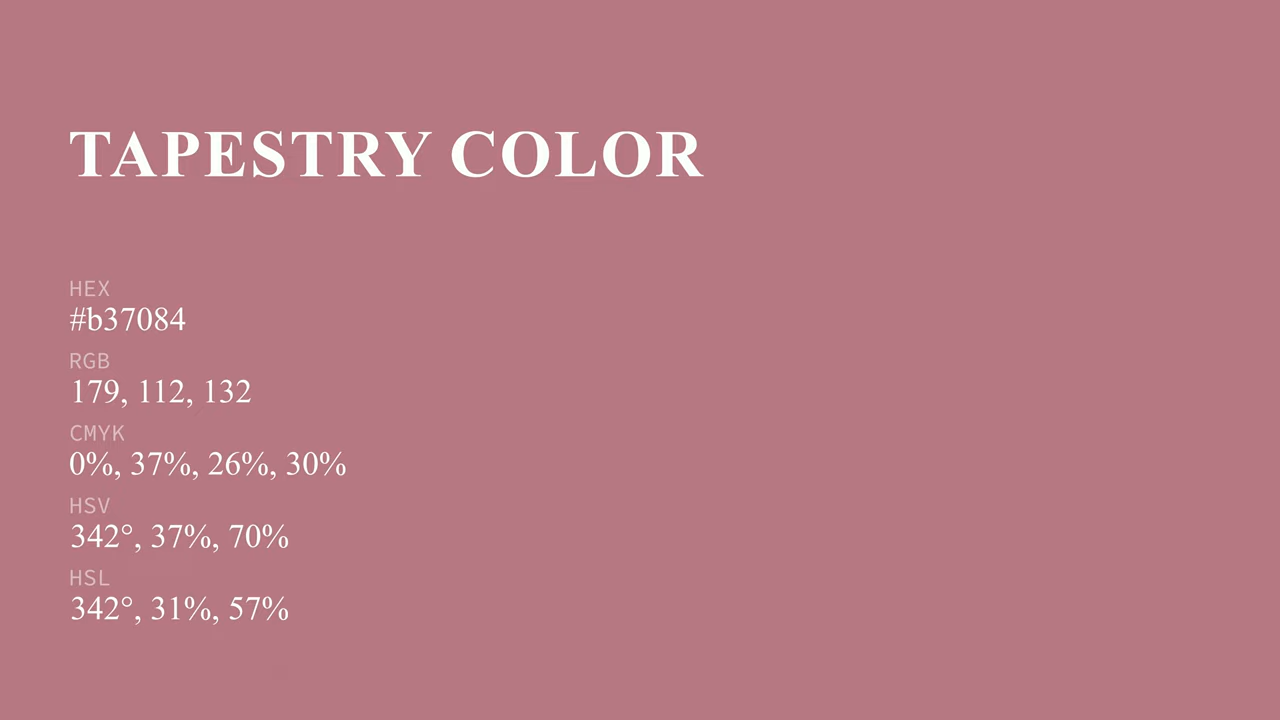 TAPESTRY COLOR
HEX
#b37084
RGB
179, 112, 132
CMYK
0%, 37%, 26%, 30%
HSV
342°, 37%, 70%
HSL
342°, 31%, 57%